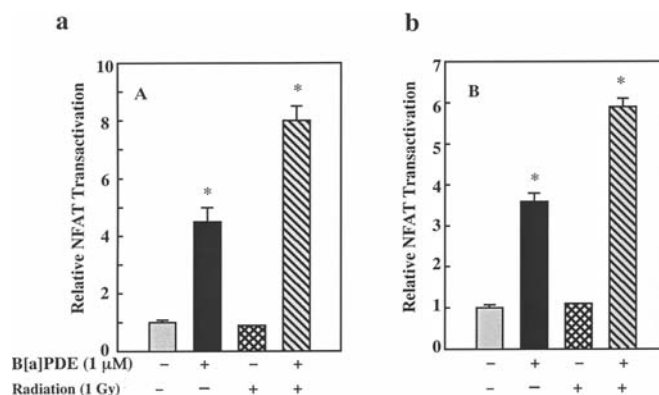 a
b
Relative NFAT Transactivation
10
8
6
4
2
0
A
*
*
Relative NFAT Transactivation
7
6
5
4
3
2
1
0
B
*
*
B[a]PDE (1 μM) − + − + − + − +
Radiation (1 Gy) − − + + − − + +